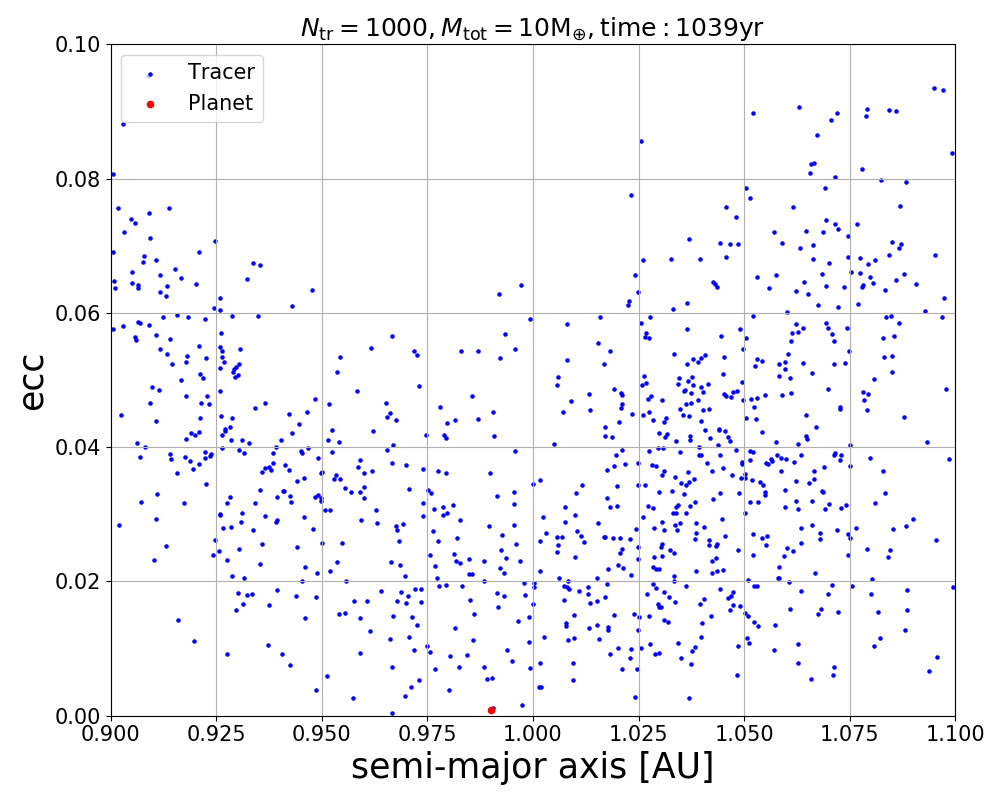 N_tr = 1000, M_tot = 10M_⊕, time : 1039yr
0.10
Tracer
Planet
0.08
0.06
ecc
0.04
0.02
0.00
0.900 0.925 0.950 0.975 1.000 1.025 1.050 1.075 1.100
semi-major axis [AU]